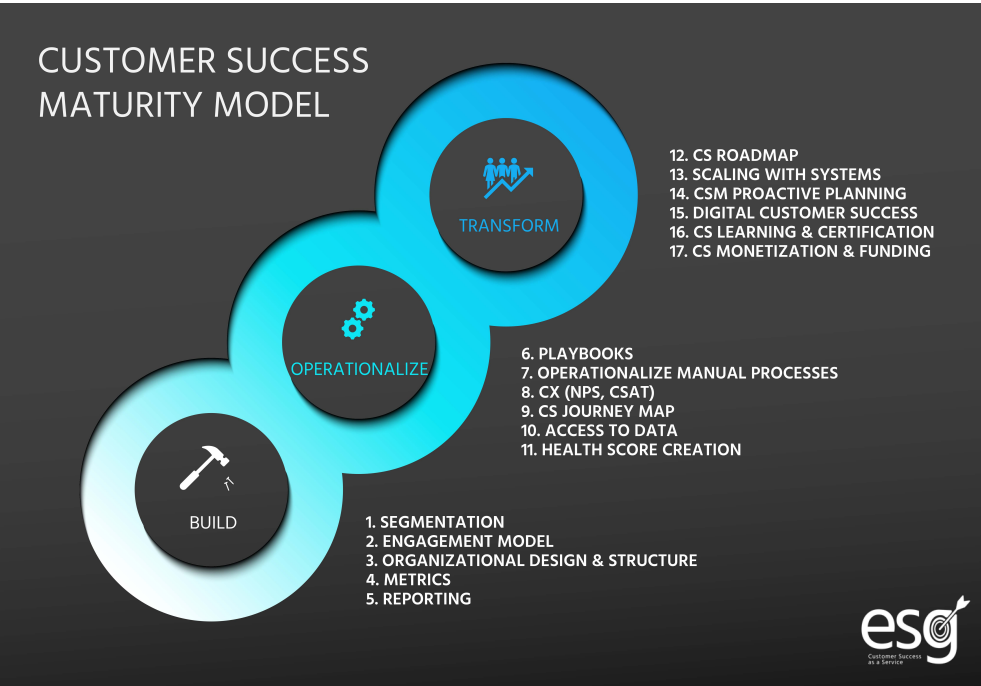 CUSTOMER SUCCESS
MATURITY MODEL
TRANSFORM
12. CS ROADMAP
13. SCALING WITH SYSTEMS
14. CSM PROACTIVE PLANNING
15. DIGITAL CUSTOMER SUCCESS
16. CS LEARNING & CERTIFICATION
17. CS MONETIZATION & FUNDING
OPERATIONALIZE
6. PLAYBOOKS
7. OPERATIONALIZE MANUAL PROCESSES
8. CX (NPS, CSAT)
9. CS JOURNEY MAP
10. ACCESS TO DATA
11. HEALTH SCORE CREATION
BUILD
1. SEGMENTATION
2. ENGAGEMENT MODEL
3. ORGANIZATIONAL DESIGN & STRUCTURE
4. METRICS
5. REPORTING
esg
Customer Success
as a Service